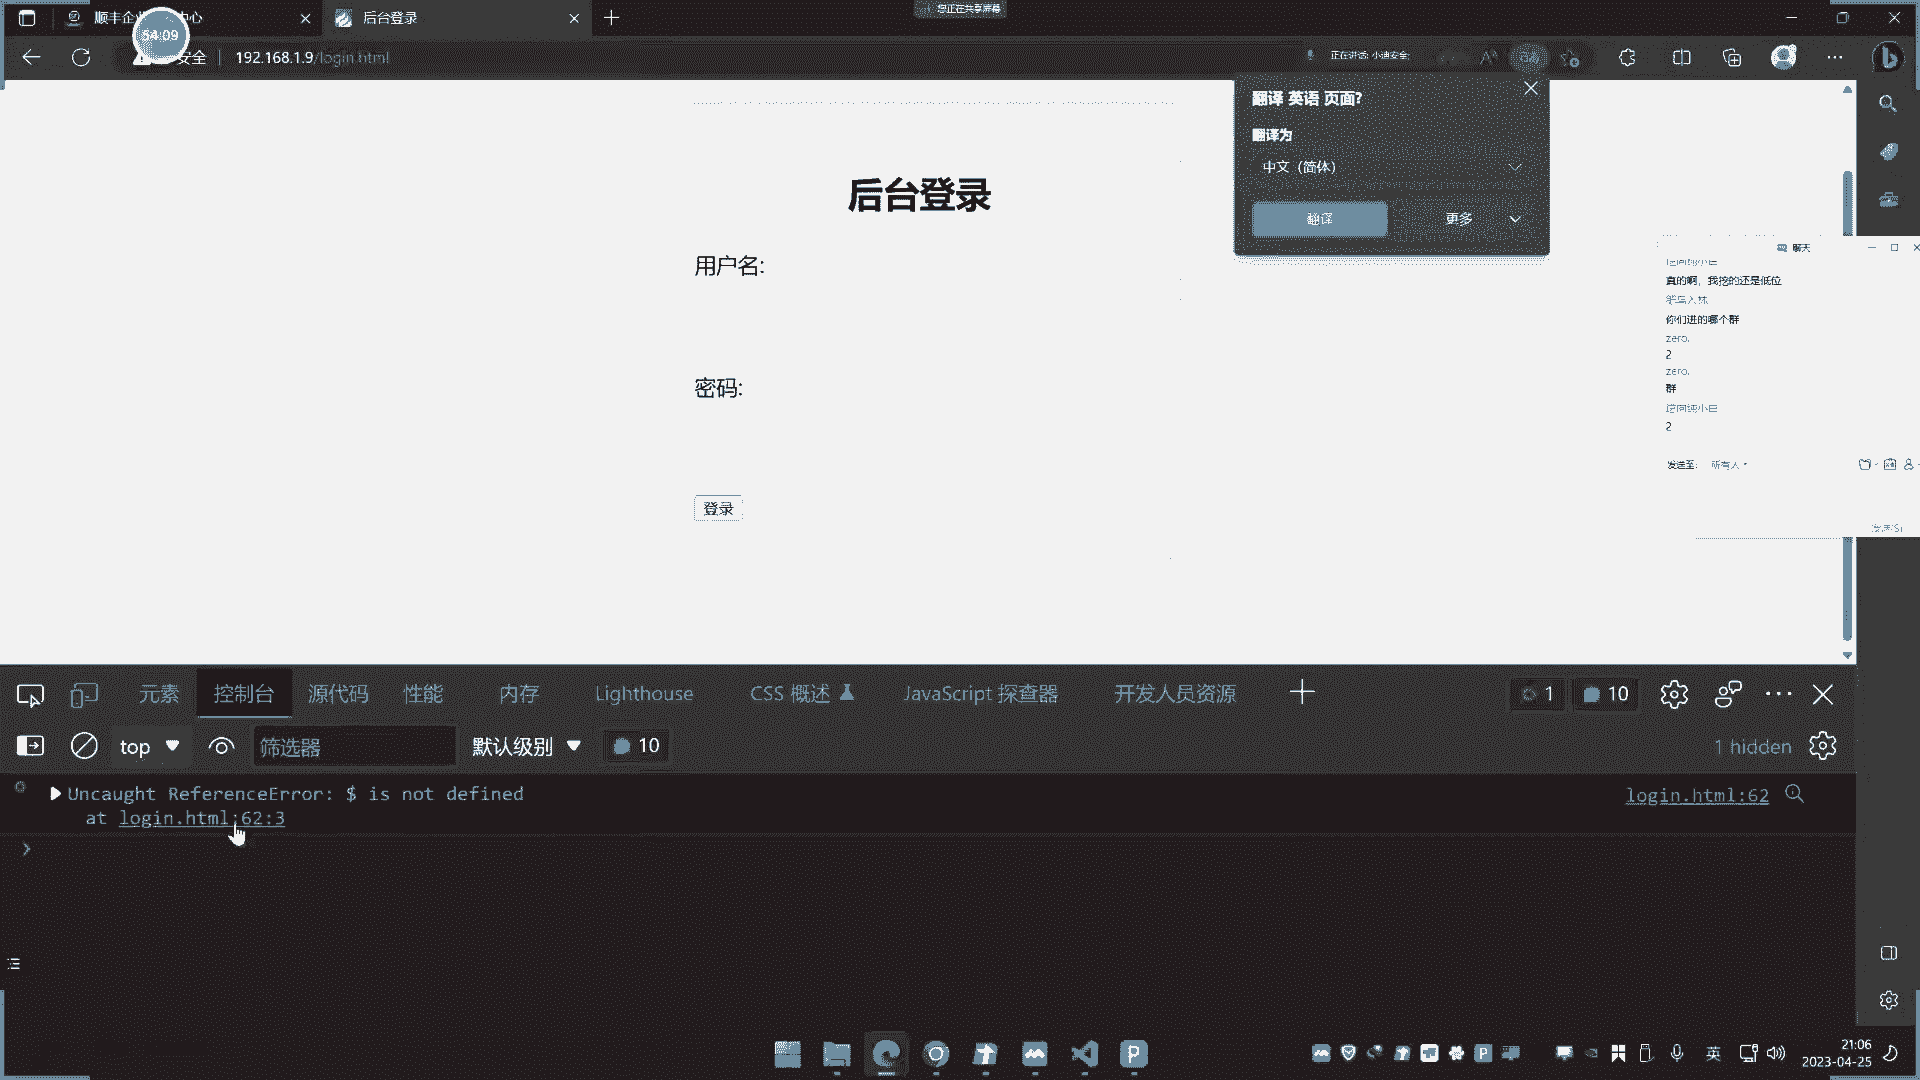 您正在共享屏幕
顺丰企
中心
后台登录
54:09
安全
192.168.1.9/login.html
正在讲话: 小迪安全;
翻译 英语 页面?
翻译为
中文 (简体)
翻译
更多
后台登录
用户名:
密码:
登录
聊天
真的啊，我挖的还是低位
你们进的哪个群
zero.
2
zero.
群
2
发送至:
所有人
元素
控制台
源代码
性能
内存
Lighthouse
CSS 概述
JavaScript 探查器
开发人员资源
1
10
top
筛选器
默认级别
10
1 hidden
Uncaught ReferenceError: $ is not defined
at login.html:62:3
login.html:62
英
21:06
2023-04-25